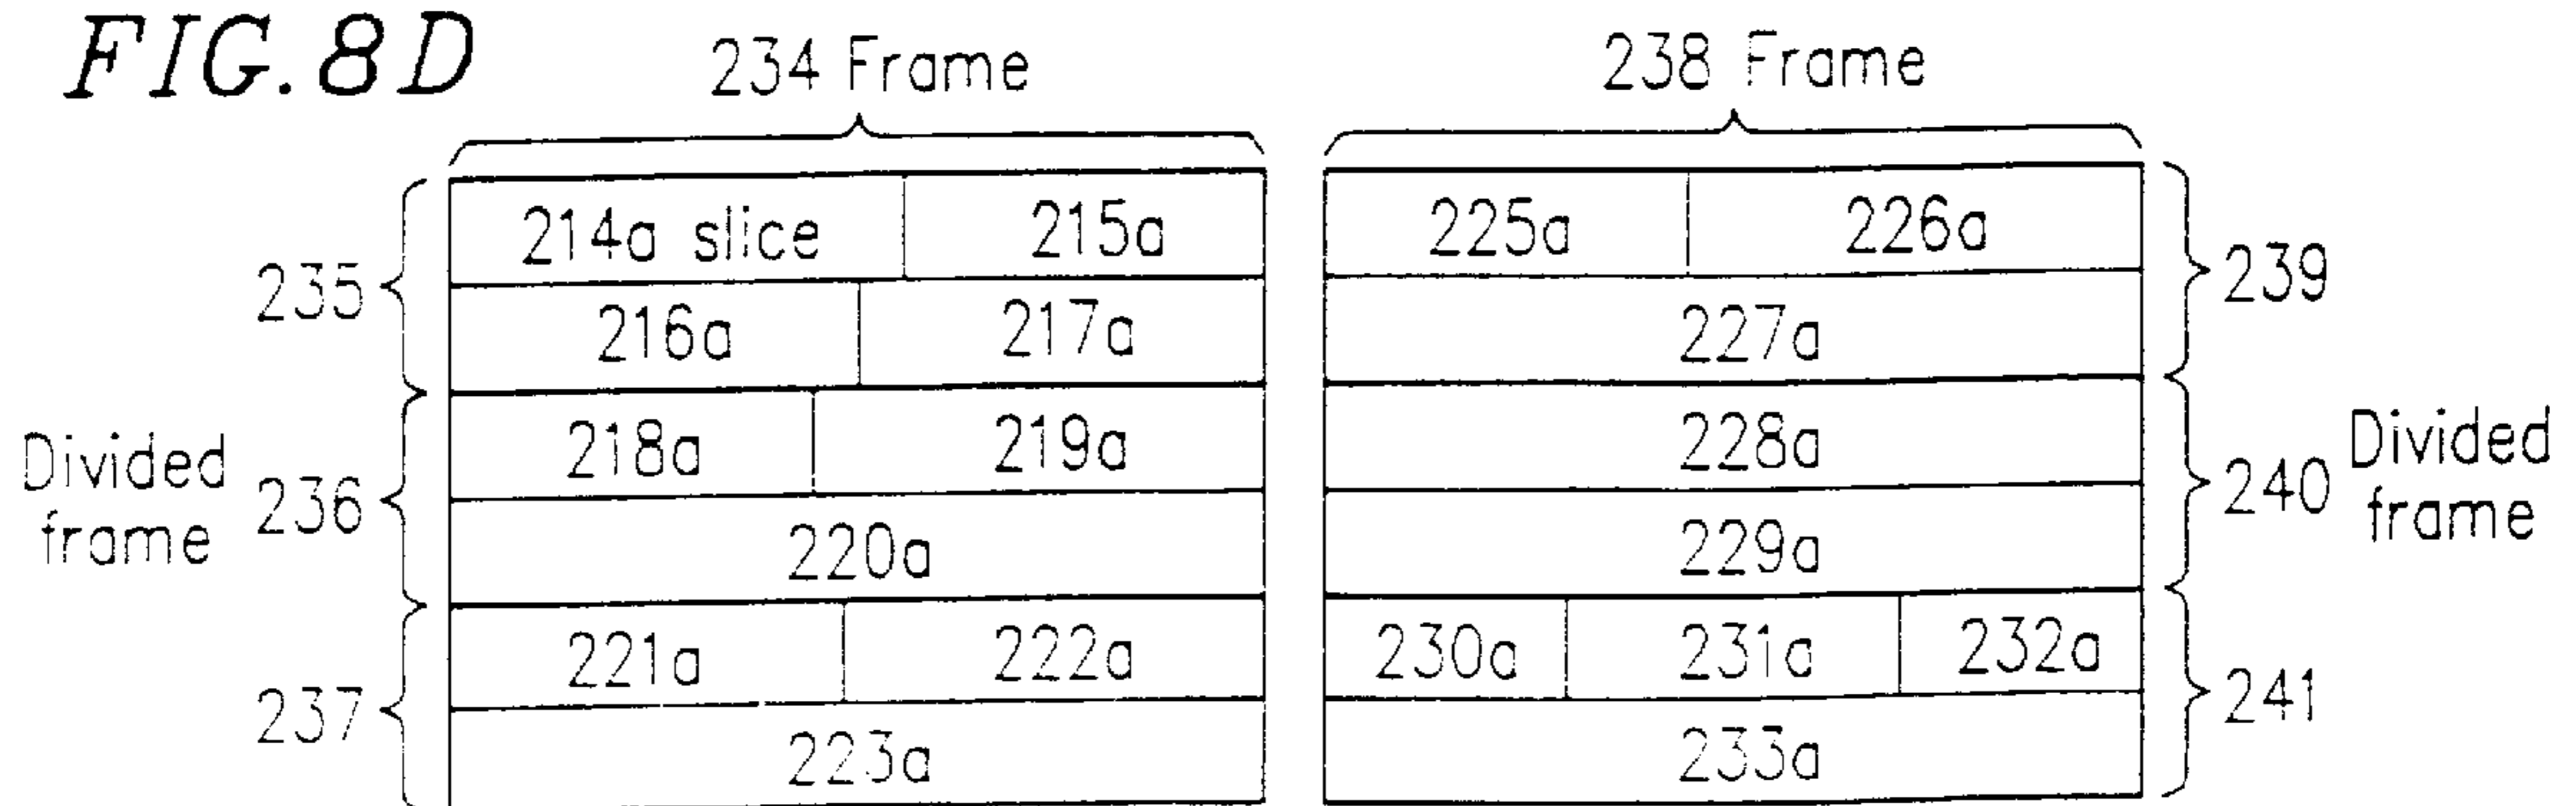 FIG. 8D
234 Frame
238 Frame
214a slice 215a
216a 217a
235
218a 219a
220a
Divided
frame
236
221a 222a
223a
237
225a 226a
227a
239
228a
229a
240
Divided
frame
230a 231a 232a
233a
241